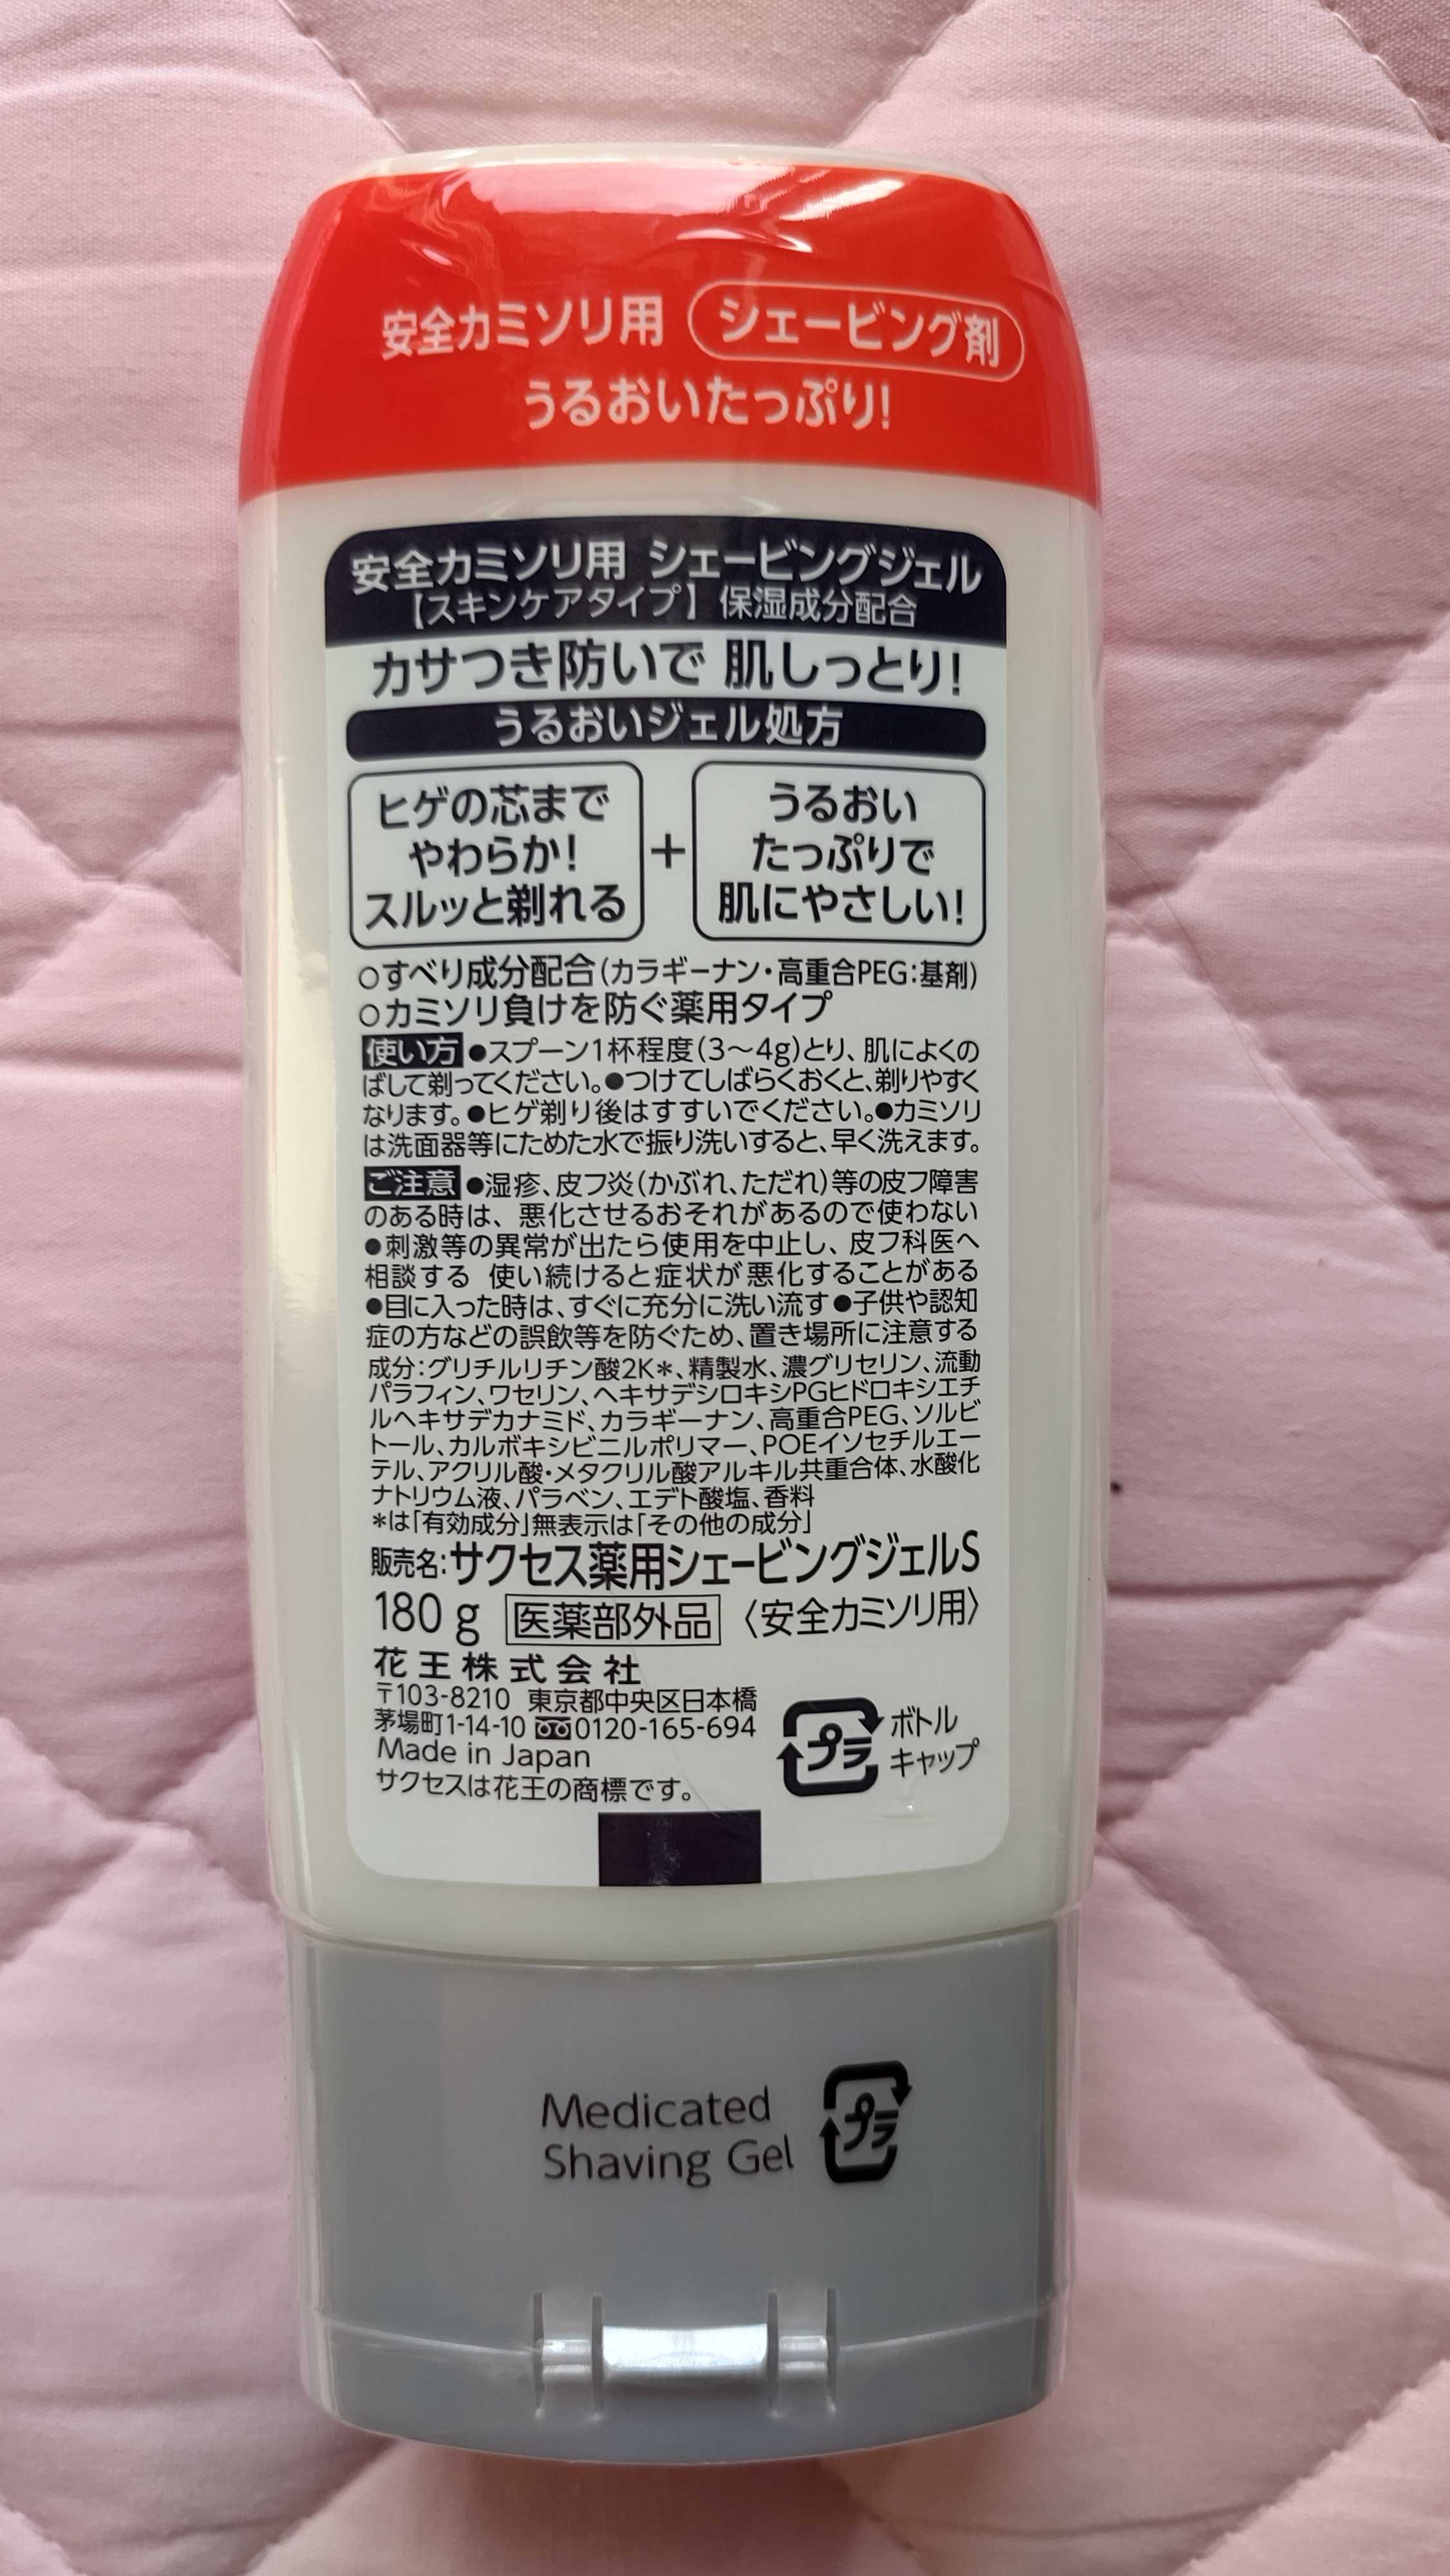 安全カミソリ用 シェービング剤
うるおいたっぷり!
安全カミソリ用 シェービングジェル
【スキンケアタイプ】保湿成分配合
カサつき防いで 肌しっとり!
うるおいジェル処方
ヒゲの芯まで
やわらか!
スルッと剃れる
+
うるおい
たっぷりで
肌にやさしい!
○すべり成分配合(カラギーナン・高重合PEG:基剤)
○カミソリ負けを防ぐ薬用タイプ
使い方 ●スプーン1杯程度(3〜4g)とり、肌によくの
ばして剃ってください。●つけてしばらくおくと、剃りやすく
なります。●ヒゲ剃り後はすすいでください。●カミソリ
は洗面器等にためた水で振り洗いすると、早く洗えます。
ご注意 ●湿疹、皮フ炎(かぶれ、ただれ)等の皮フ障害
のある時は、悪化させるおそれがあるので使わない
●刺激等の異常が出たら使用を中止し、皮フ科医へ
相談する 使い続けると症状が悪化することがある
●目に入った時は、すぐに充分に洗い流す●子供や認知
症の方などの誤飲等を防ぐため、置き場所に注意する
成分:グリチルリチン酸2K*、精製水、濃グリセリン、流動
パラフィン、ワセリン、ヘキサデシロキシPGヒドロキシエチ
ルヘキサデカナミド、カラギーナン、高重合PEG、ソルビ
トール、カルボキシビニルポリマー、POEイソセチルエー
テル、アクリル酸・メタクリル酸アルキル共重合体、水酸化
ナトリウム液、パラベン、エデト酸塩、香料
*は「有効成分」無表示は「その他の成分」
販売名:サクセス薬用シェービングジェルS
180g 医薬部外品 〈安全カミソリ用〉
花王株式会社
〒103-8210 東京都中央区日本橋
茅場町1-14-10 0120-165-694
Made in Japan
サクセスは花王の商標です。
プラ ボトル
キャップ
Medicated
Shaving Gel
プラ